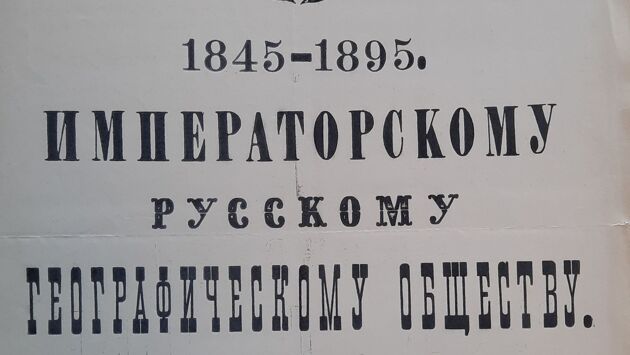 1845-1895.
ИМПЕРАТОРСКОМУ
РУССКОМУ
ГЕОГРАФИЧЕСКОМУ ОБЩЕСТВУ.